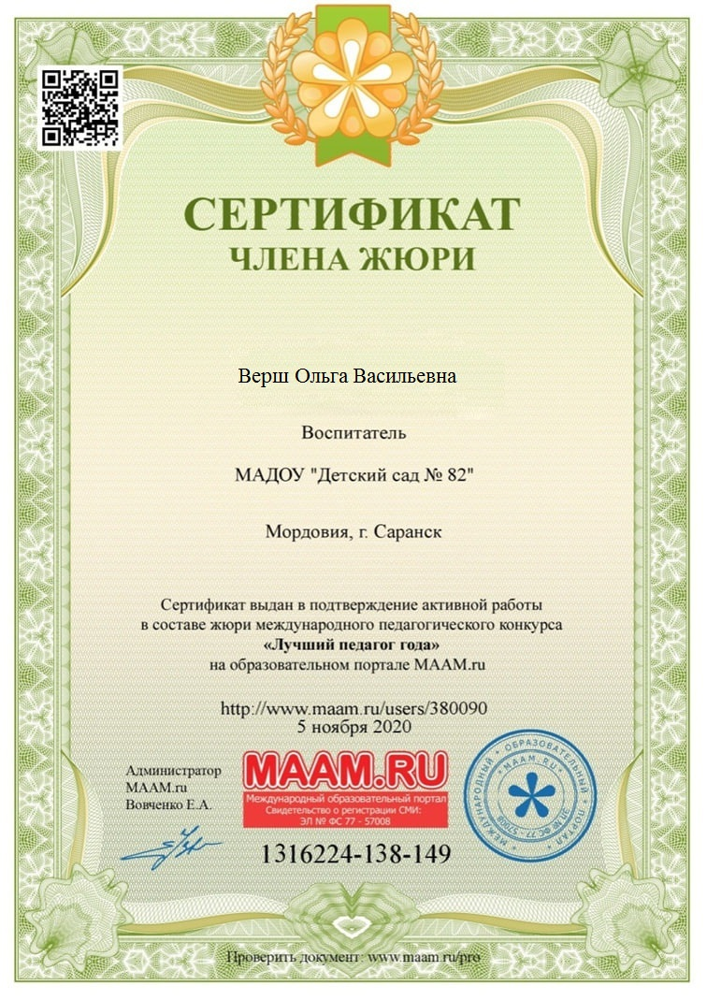 СЕРТИФИКАТ
ЧЛЕНА ЖЮРИ
Верш Ольга Васильевна
Воспитатель
МАДОУ "Детский сад № 82"
Мордовия, г. Саранск
Сертификат выдан в подтверждение активной работы
в составе жюри международного педагогического конкурса
«Лучший педагог года»
на образовательном портале MAAM.ru
http://www.maam.ru/users/380090
5 ноября 2020
Администратор
MAAM.ru
Вовченко Е.А.
MAAM.RU
Международный образовательный портал
Свидетельство о регистрации СМИ:
ЭЛ № ФС 77 - 57008
МЕЖДУНАРОДНЫЙ * ОБРАЗОВАТЕЛЬНЫЙ * ПОРТАЛ
* MAAM.RU *
ЭЛ № ФС 77 - 57008
1316224-138-149
Проверить документ: www.maam.ru/pro